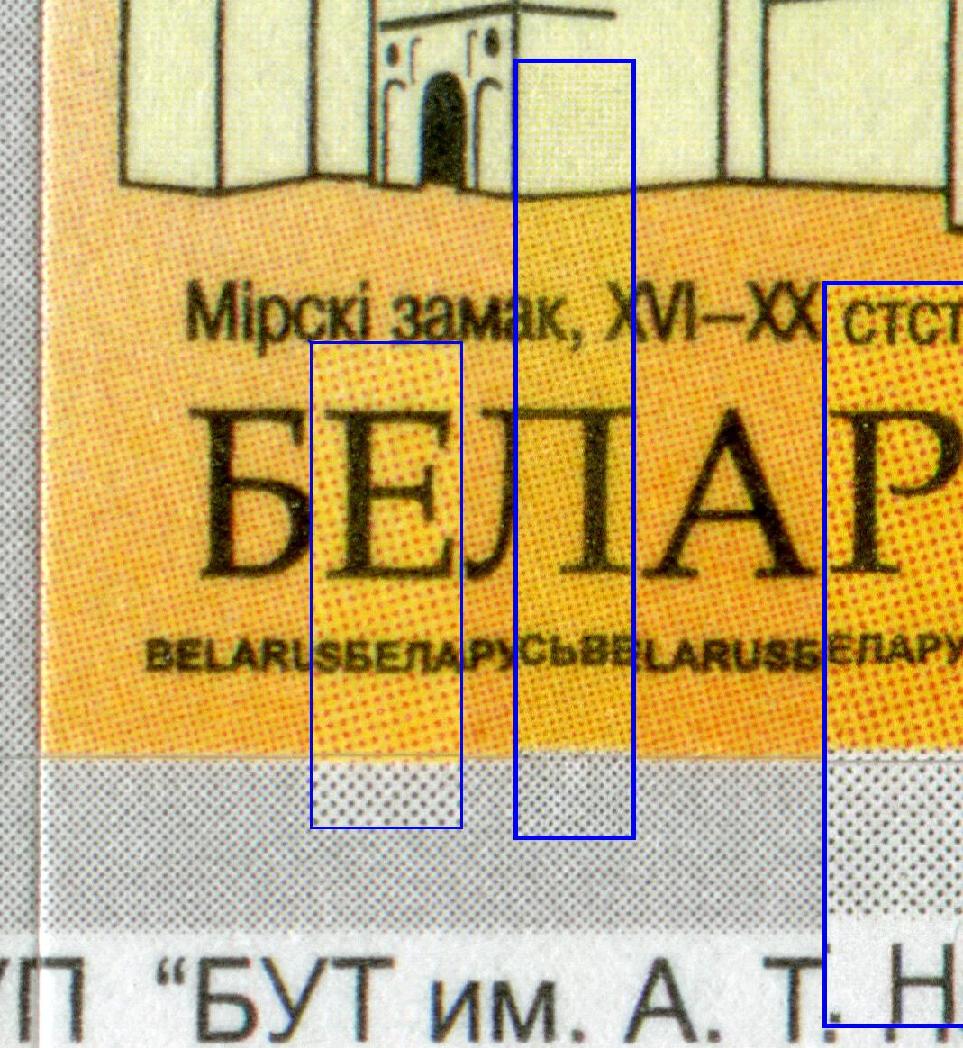 Мірскі замак, XVI–XX стст
БЕЛАР
BELARUSБЕЛАРУСЬBELARUSБЕЛАРУ
УП “БУТ им. А. Т. Н